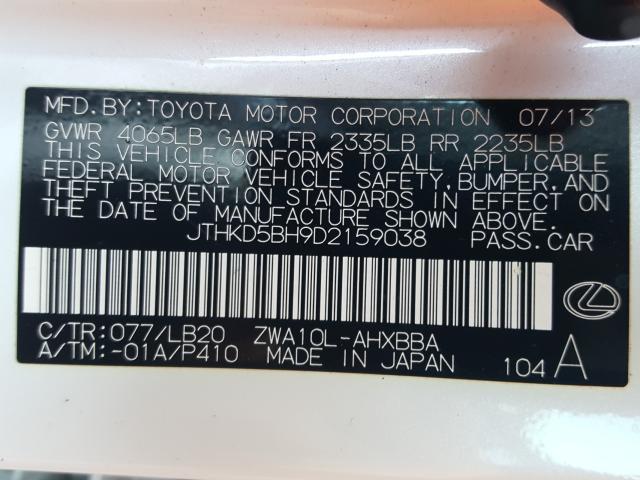 MFD.BY:TOYOTA MOTOR CORPORATION 07/13
GVWR 4065LB GAWR FR 2335LB RR 2235LB
THIS VEHICLE CONFORMS TO ALL APPLICABLE
FEDERAL MOTOR VEHICLE SAFETY,BUMPER,AND
THEFT PREVENTION STANDARDS IN EFFECT ON
THE DATE OF MANUFACTURE SHOWN ABOVE.
JTHKD5BH9D2159038 PASS.CAR
C/TR:077/LB20 ZWA10L-AHXBBA
A/TM:-01A/P410 MADE IN JAPAN 104 A